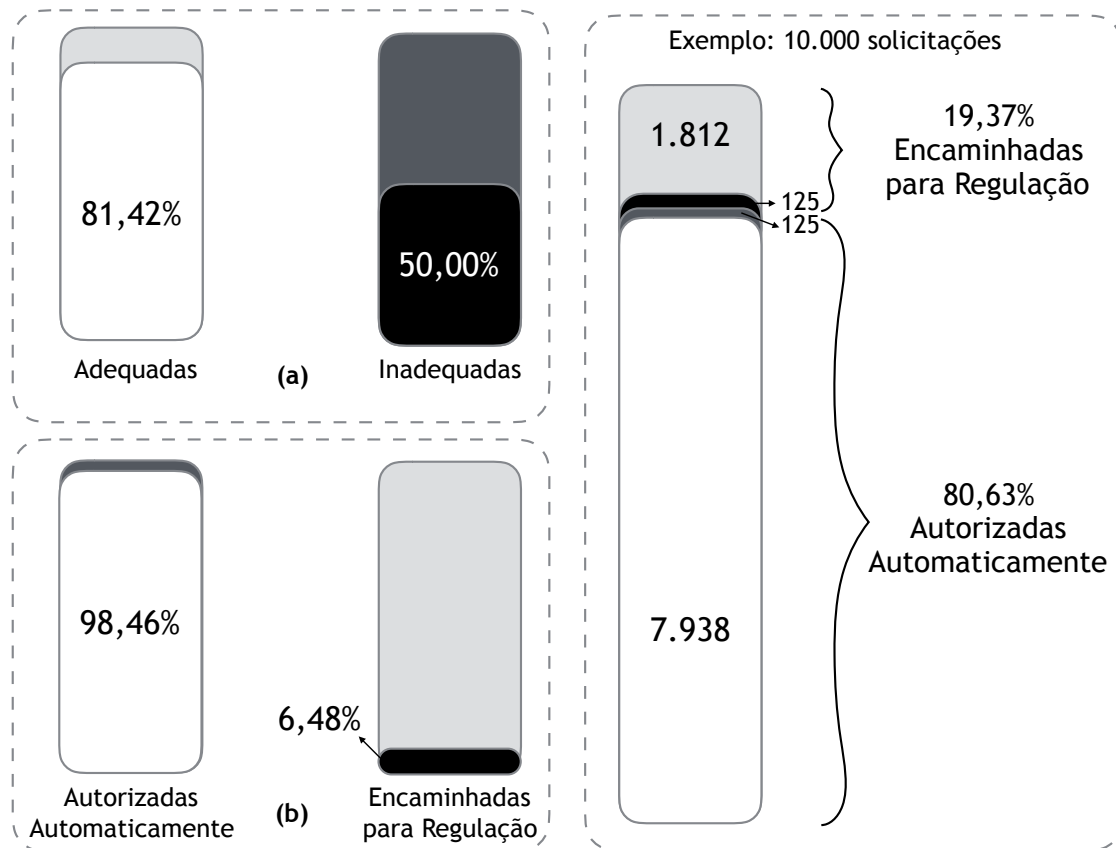 81,42%
50,00%
Adequadas
(a)
Inadequadas
98,46%
6,48%
Autorizadas
Automaticamente
(b)
Encaminhadas
para Regulação
Exemplo: 10.000 solicitações
1.812
125
125
19,37%
Encaminhadas
para Regulação
7.938
80,63%
Autorizadas
Automaticamente